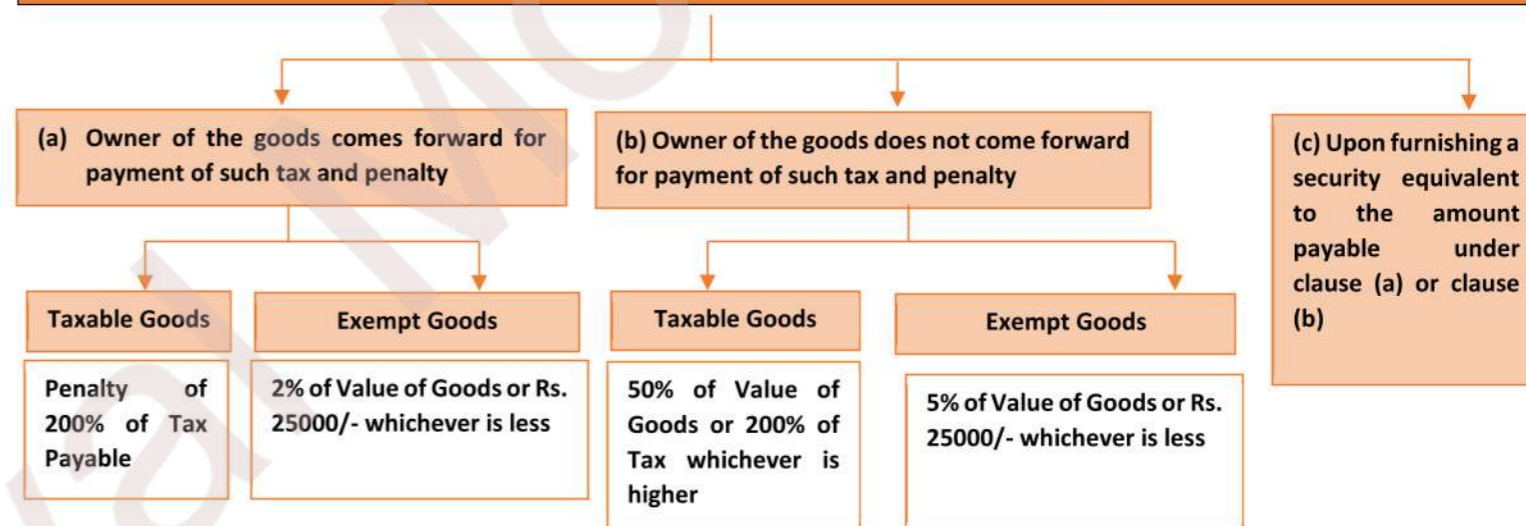 (a) Owner of the goods comes forward for
payment of such tax and penalty
(b) Owner of the goods does not come forward
for payment of such tax and penalty
(c) Upon furnishing a
security equivalent
to the amount
payable under
clause (a) or clause
(b)
Taxable Goods
Exempt Goods
Taxable Goods
Exempt Goods
Penalty of
200% of Tax
Payable
2% of Value of Goods or Rs.
25000/- whichever is less
50% of Value of
Goods or 200% of
Tax whichever is
higher
5% of Value of Goods or Rs.
25000/- whichever is less